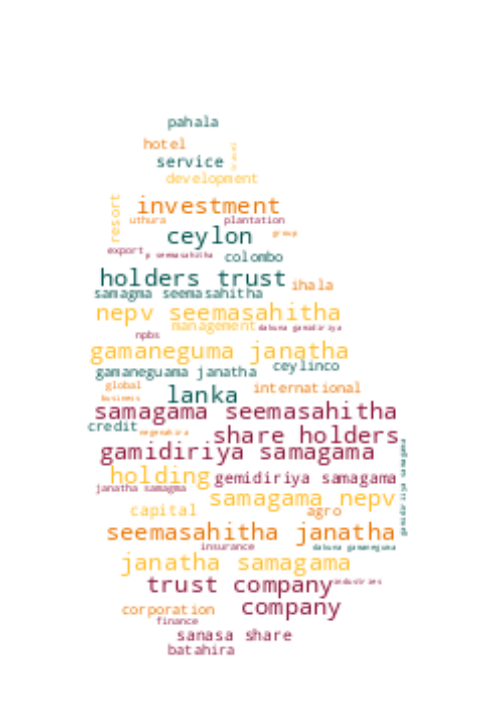 pahala
hotel
travel
service
development
resort
investment
uthura
plantation
ceylon
group
export
p seemasahitha
colombo
holders trust
ihala
samagma seemasahitha
nepv seemasahitha
management
dakuna gamidiriya
npbs
gamaneguma janatha
gamaneguama janatha
ceylinco
global
international
business
lanka
samagama seemasahitha
credit
negenahira
share holders
gamidiriya samagama
holding
gemidiriya samagama
janatha samagma
samagama nepv
capital
agro
seemasahitha janatha
insurance
dakuna gamaneguma
janatha samagama
trust company
industries
corporation
company
finance
sanasa share
batahira